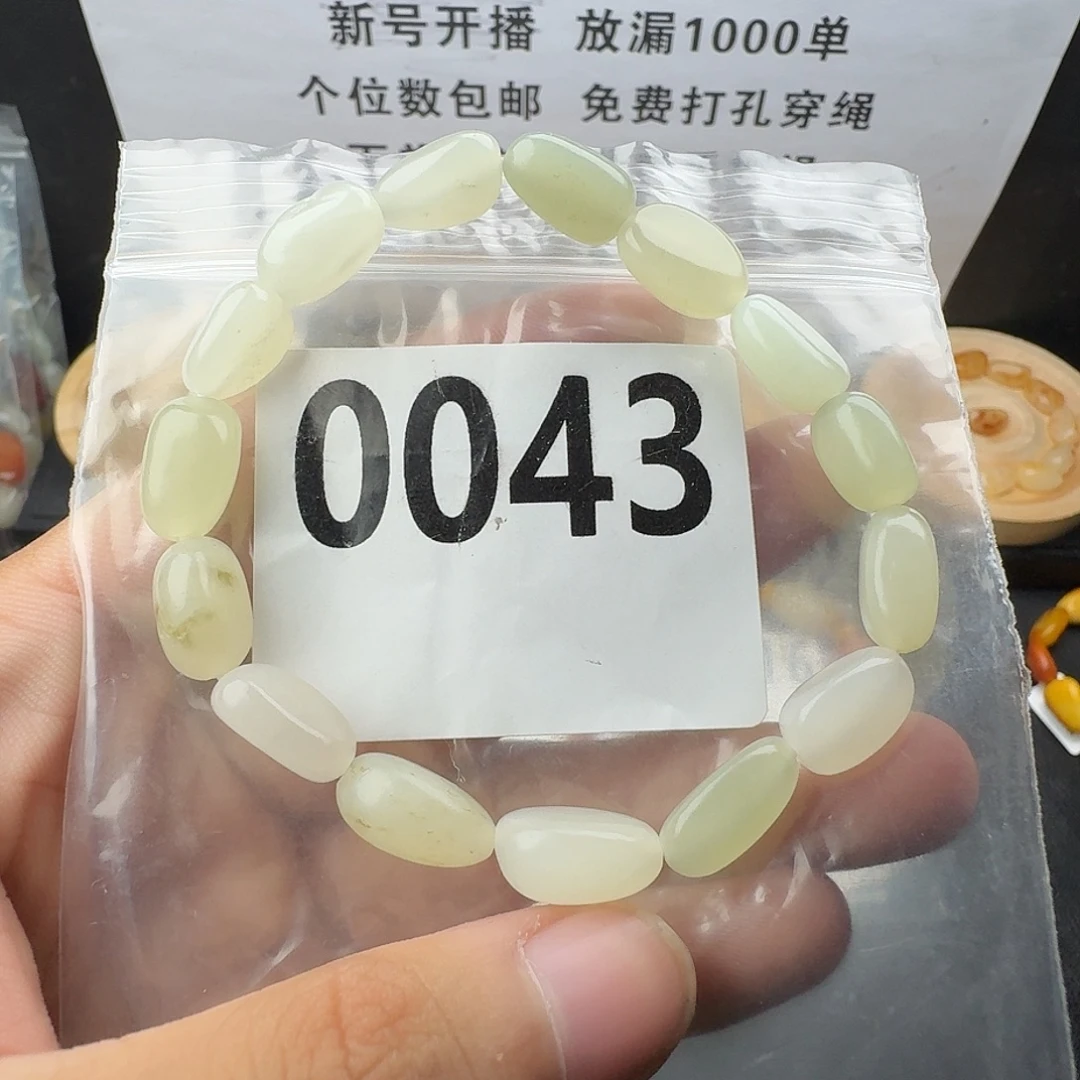 新号开播 放漏1000单
个位数包邮 免费打孔穿绳
0043